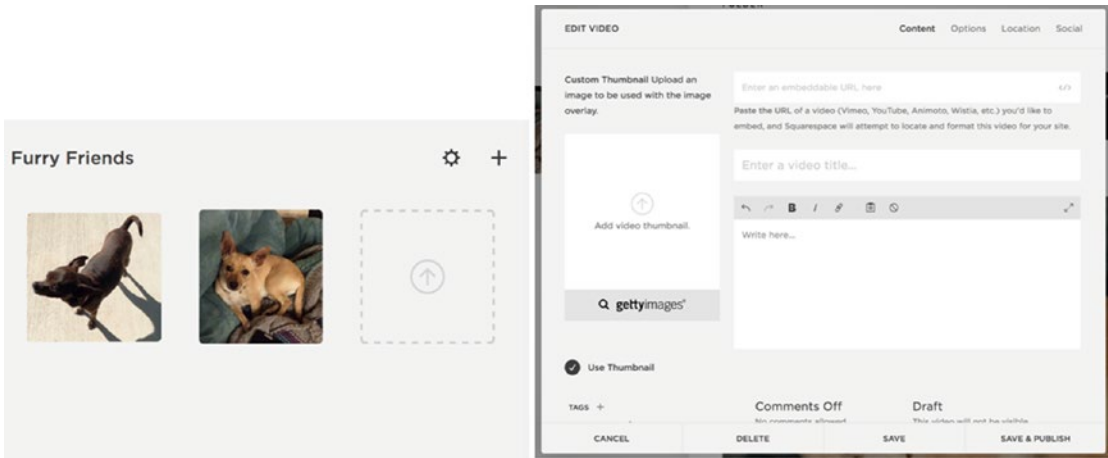 Furry Friends
EDIT VIDEO
Content Options Location Social
Custom Thumbnail Upload an
image to be used with the image
overlay.
Add video thumbnail.
gettyimages®
Use Thumbnail
TAGS +
Enter an embeddable URL here </>
Paste the URL of a video (Vimeo, YouTube, Animoto, Wistia, etc.) you'd like to
embed, and Squarespace will attempt to locate and format this video for your site.
Enter a video title...
B I
Write here...
Comments Off
No comments allowed
Draft
This video will not be visible
CANCEL DELETE SAVE SAVE & PUBLISH